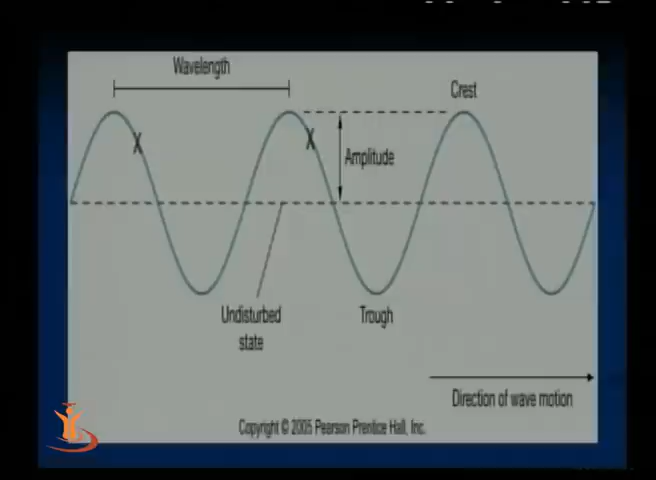 Wavelength
Crest
X
X
Amplitude
Undisturbed
state
Trough
Direction of wave motion
Copyright © 2005 Pearson Prentice Hall, Inc.